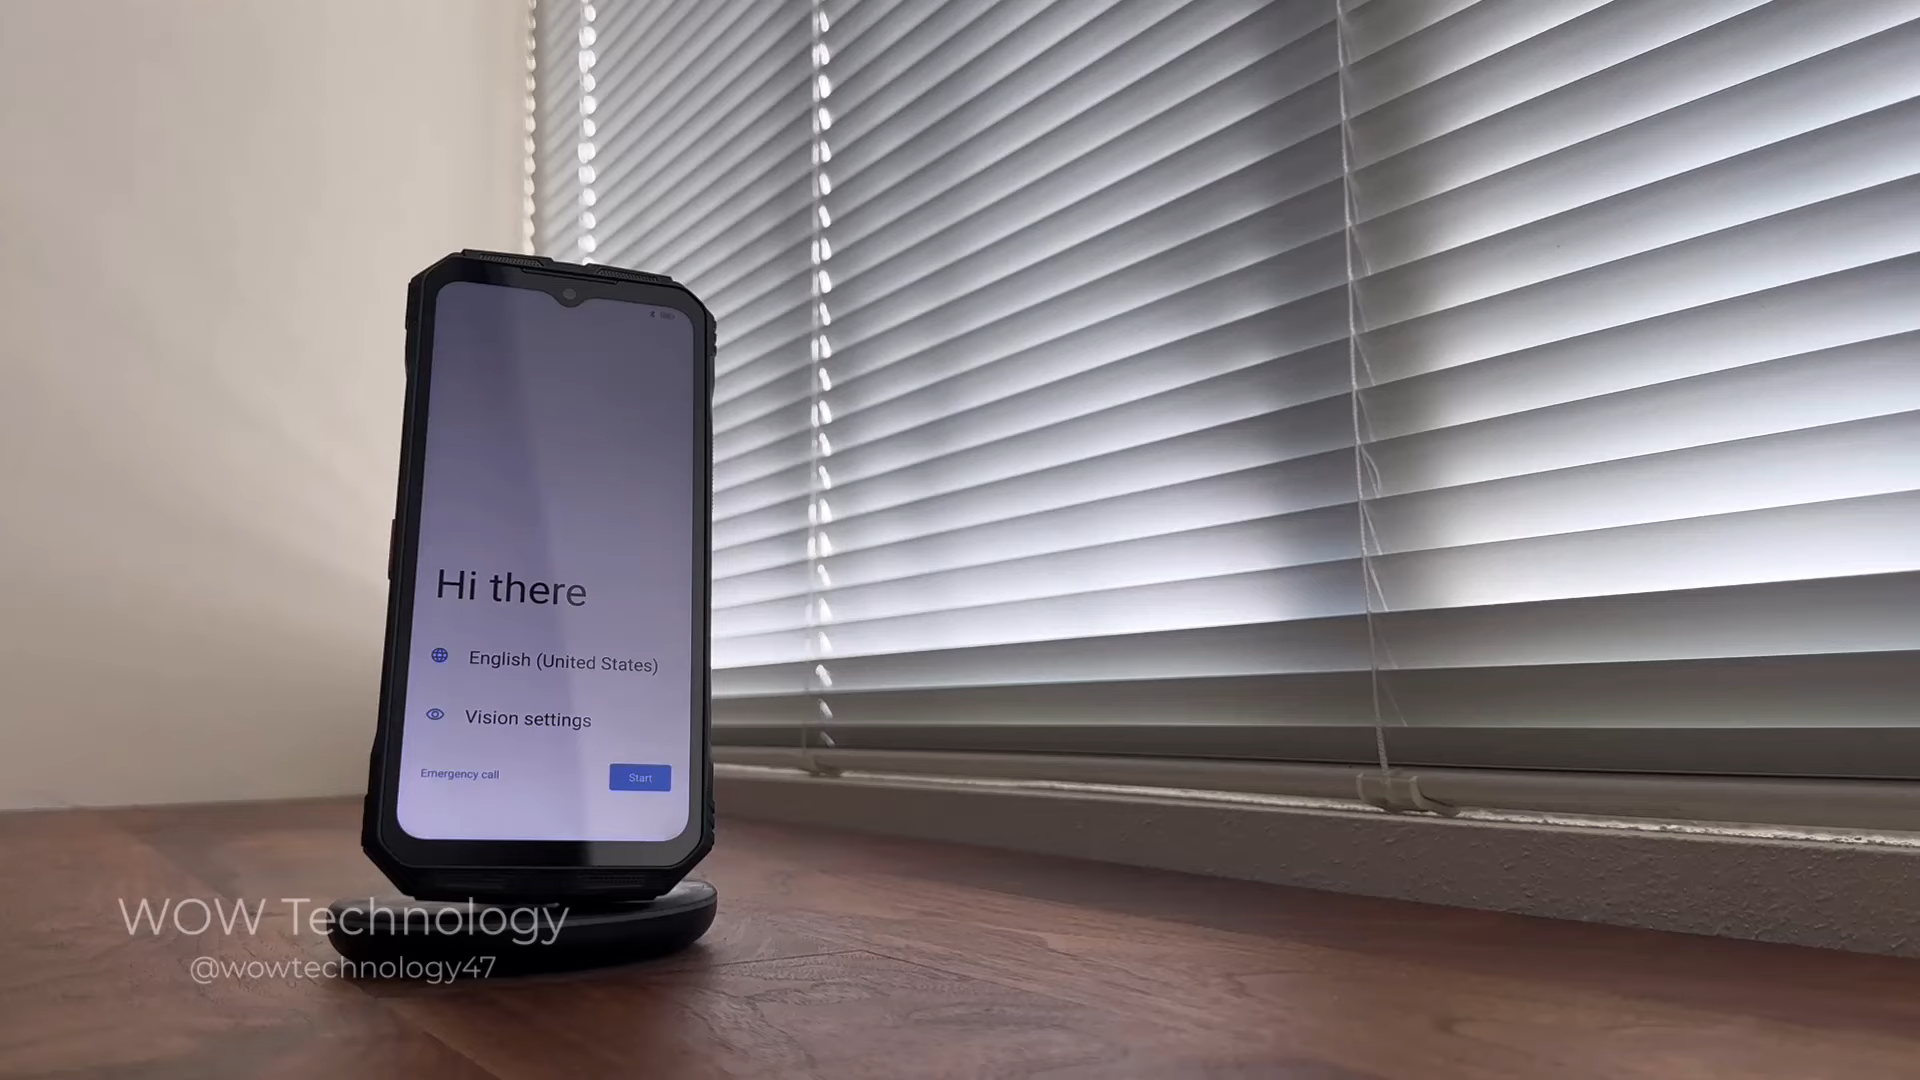 Hi there
English (United States)
Vision settings
Emergency call
Start
WOW Technology
@wowtechnology47